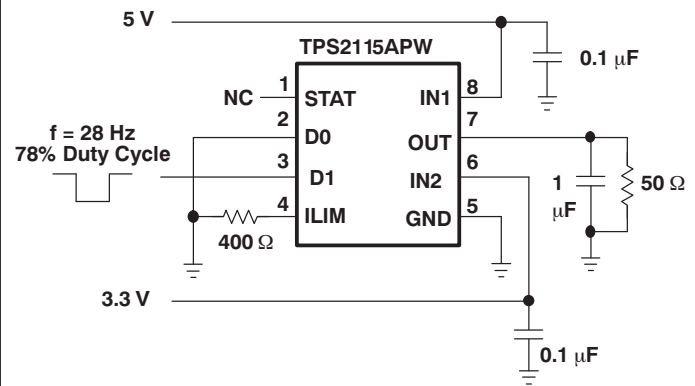 5 V
TPS2115APW
0.1 µF
NC
1
STAT
IN1
8
f = 28 Hz
78% Duty Cycle
2
D0
OUT
7
3
D1
IN2
6
1
µF
50 Ω
4
ILIM
GND
5
400 Ω
3.3 V
0.1 µF